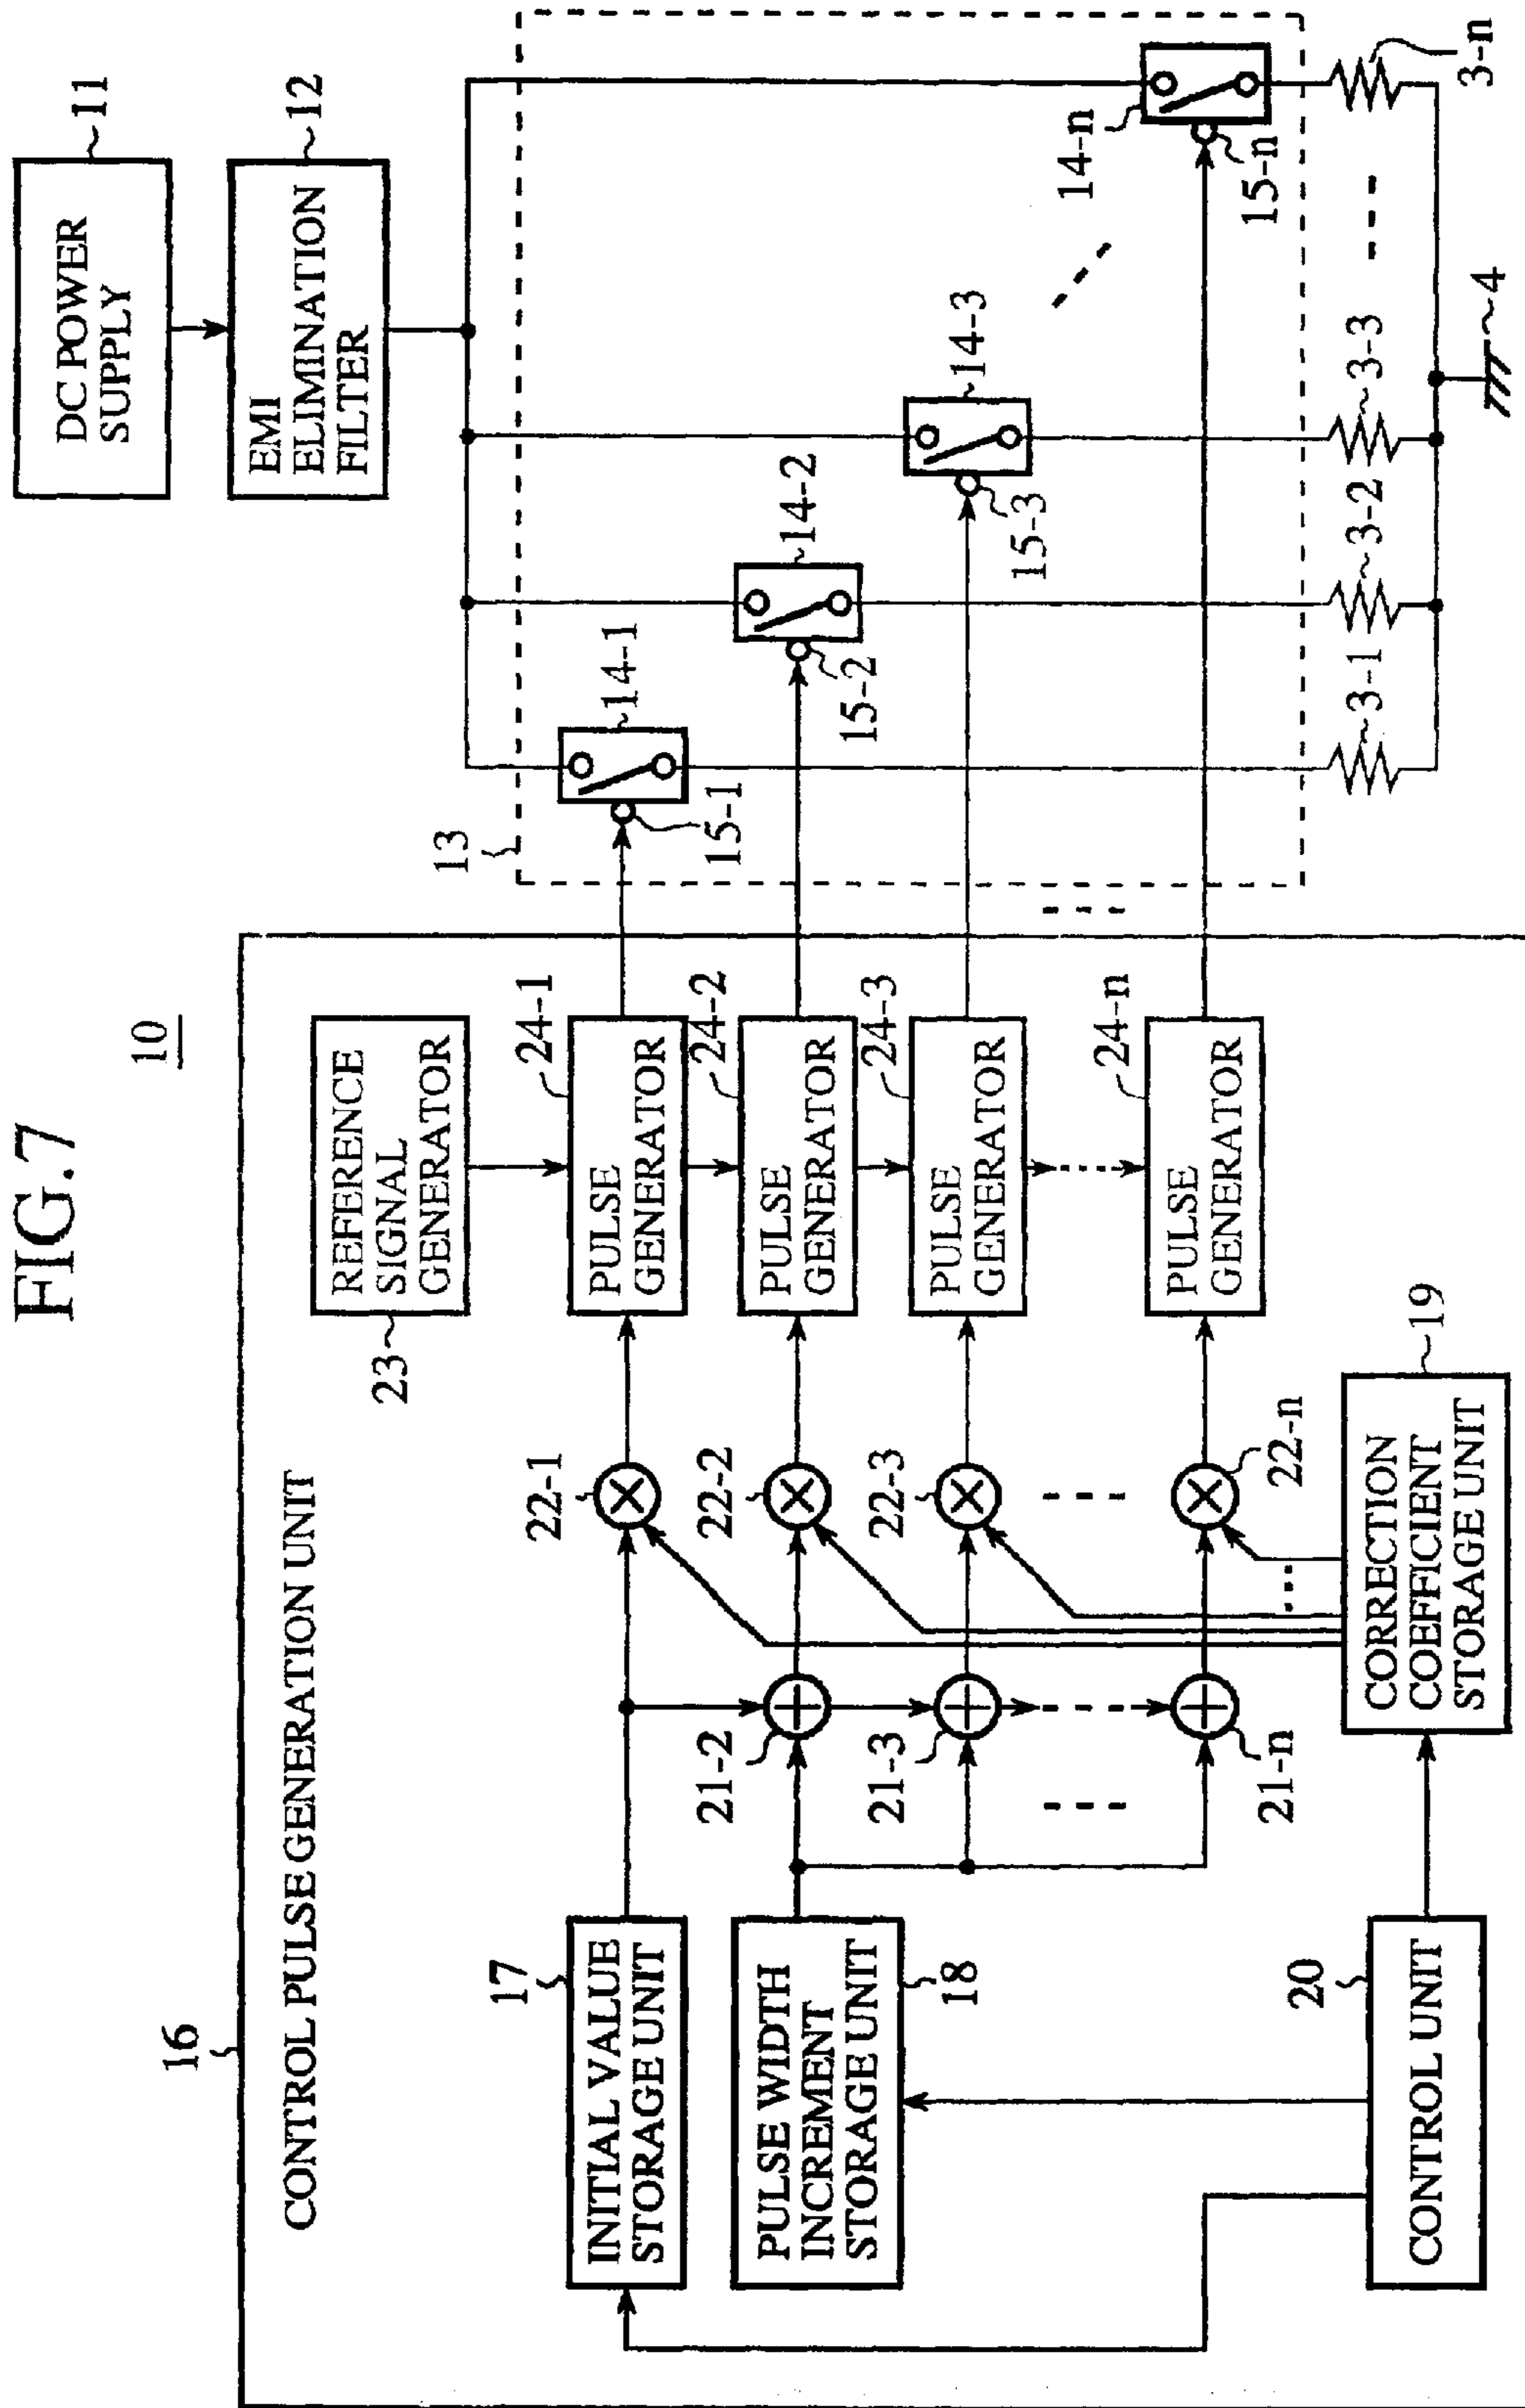 FIG.7
10
16
CONTROL PULSE GENERATION UNIT
23
REFERENCE
SIGNAL
GENERATOR
17
INITIAL VALUE
STORAGE UNIT
22-1
24-1
PULSE
GENERATOR
18
PULSE WIDTH
INCREMENT
STORAGE UNIT
21-2
22-2
24-2
PULSE
GENERATOR
21-3
22-3
24-3
PULSE
GENERATOR
21-n
22-n
24-n
PULSE
GENERATOR
20
CONTROL UNIT
19
CORRECTION
COEFFICIENT
STORAGE UNIT
11
DC POWER
SUPPLY
12
EMI
ELIMINATION
FILTER
13
14-1
15-1
14-2
15-2
14-3
15-3
14-n
15-n
3-1
3-2
3-3
3-n
4